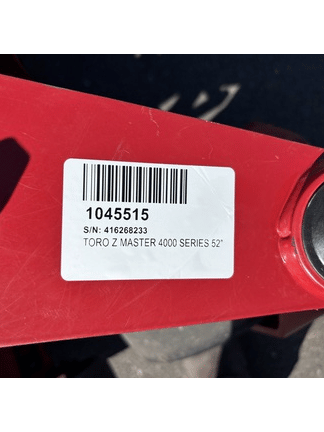 1045515
S/N: 416268233
TORO Z MASTER 4000 SERIES 52"